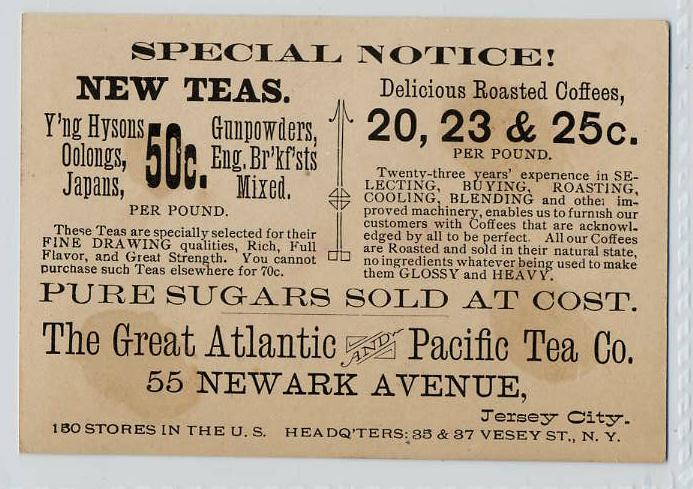 SPECIAL NOTICE!
NEW TEAS.
Y'ng Hysons,
Oolongs,
Japans,
50c.
Gunpowders,
Eng. Br'kf'sts
Mixed.
PER POUND.
These Teas are specially selected for their
FINE DRAWING qualities, Rich, Full
Flavor, and Great Strength. You cannot
purchase such Teas elsewhere for 70c.
Delicious Roasted Coffees,
20, 23 & 25c.
PER POUND.
Twenty-three years' experience in SE-
LECTING, BUYING, ROASTING,
COOLING, BLENDING and other im-
proved machinery, enables us to furnish our
customers with Coffees that are acknowl-
edged by all to be perfect. All our Coffees
are Roasted and sold in their natural state,
no ingredients whatever being used to make
them GLOSSY and HEAVY.
PURE SUGARS SOLD AT COST.
The Great Atlantic AND Pacific Tea Co.
55 NEWARK AVENUE,
Jersey City.
150 STORES IN THE U. S. HEADQ'TERS: 35 & 37 VESEY ST., N. Y.